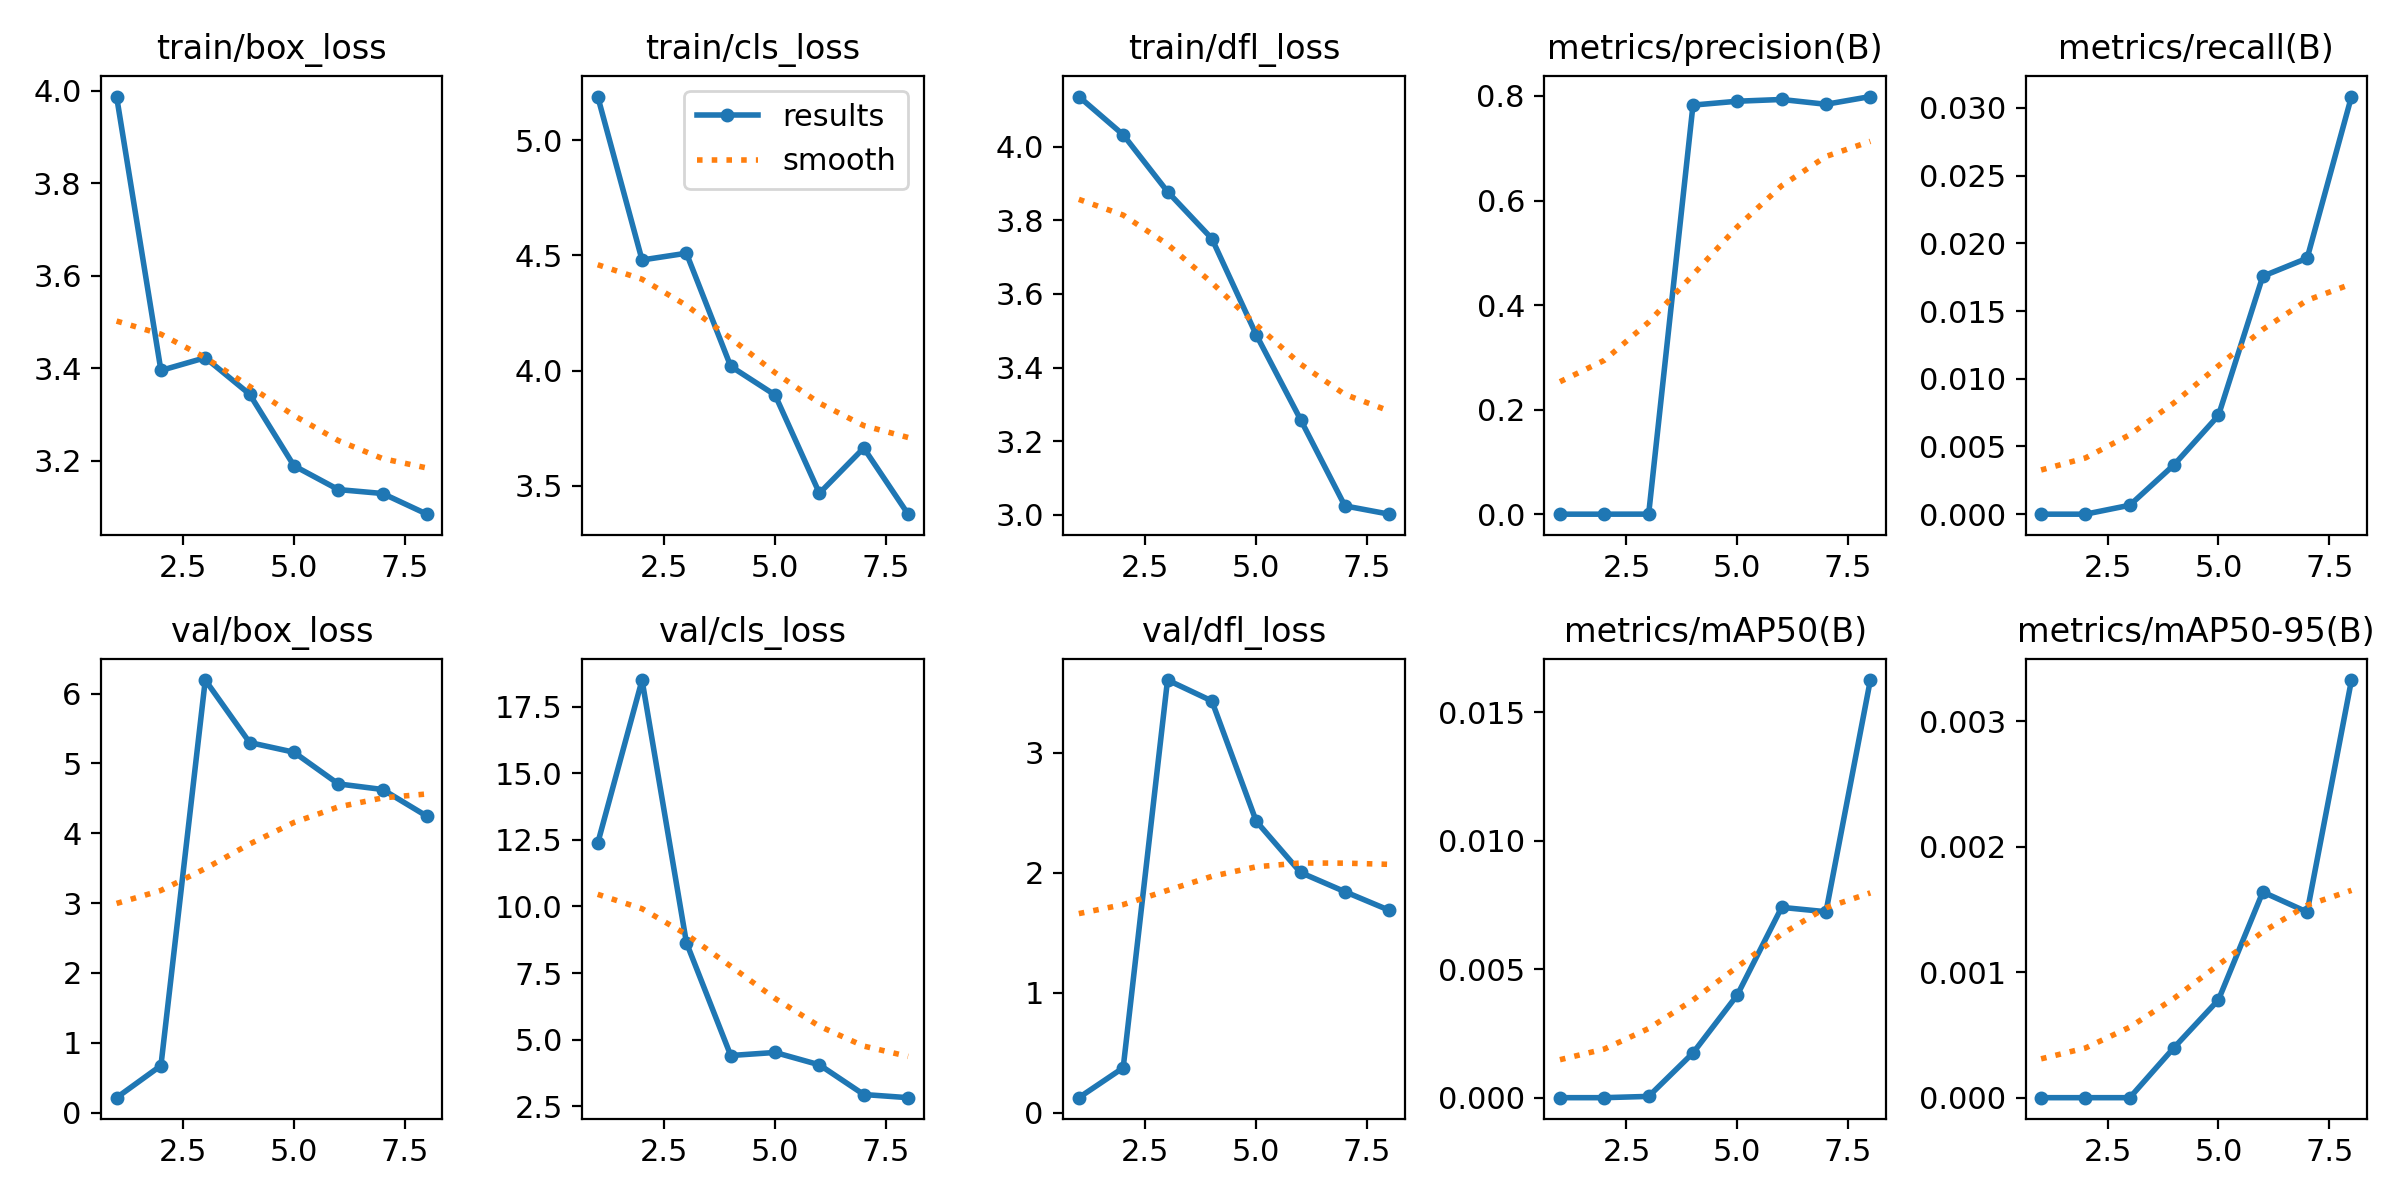 train/box_loss
train/cls_loss
train/dfl_loss
metrics/precision(B)
metrics/recall(B)
4.0
3.8
3.6
3.4
3.2
2.5 5.0 7.5
5.0
4.5
4.0
3.5
results
smooth
2.5 5.0 7.5
4.0
3.8
3.6
3.4
3.2
3.0
2.5 5.0 7.5
0.8
0.6
0.4
0.2
0.0
2.5 5.0 7.5
0.030
0.025
0.020
0.015
0.010
0.005
0.000
2.5 5.0 7.5
val/box_loss
val/cls_loss
val/dfl_loss
metrics/mAP50(B)
metrics/mAP50-95(B)
6
5
4
3
2
1
0
2.5 5.0 7.5
17.5
15.0
12.5
10.0
7.5
5.0
2.5
2.5 5.0 7.5
3
2
1
0
2.5 5.0 7.5
0.015
0.010
0.005
0.000
2.5 5.0 7.5
0.003
0.002
0.001
0.000
2.5 5.0 7.5